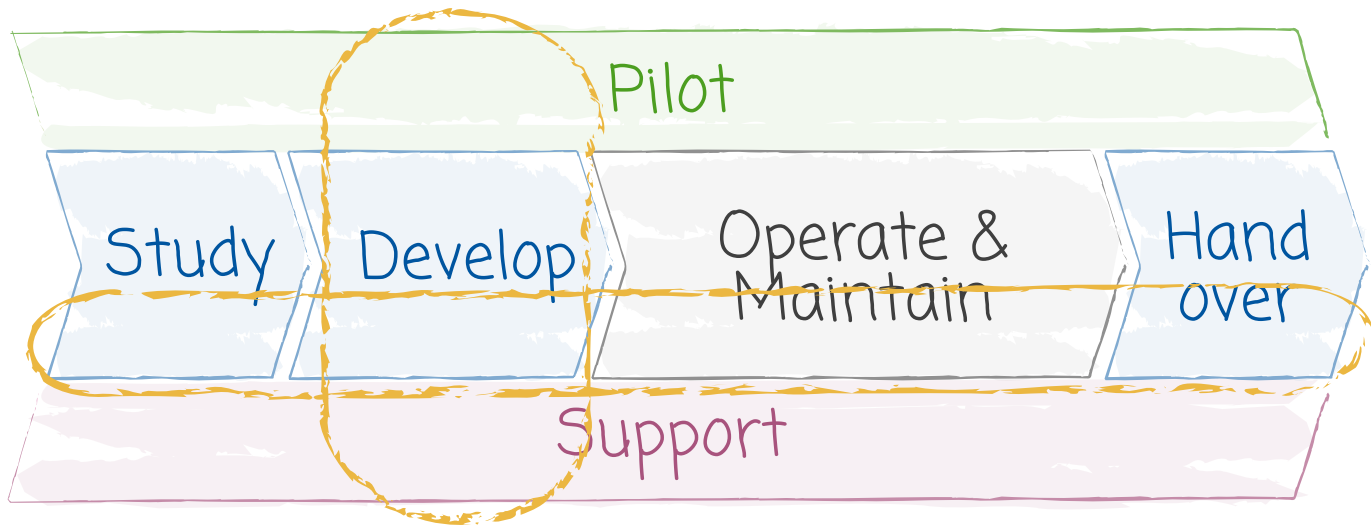 Pilot
Study
Develop
Operate &
Maintain
Hand
over
Support